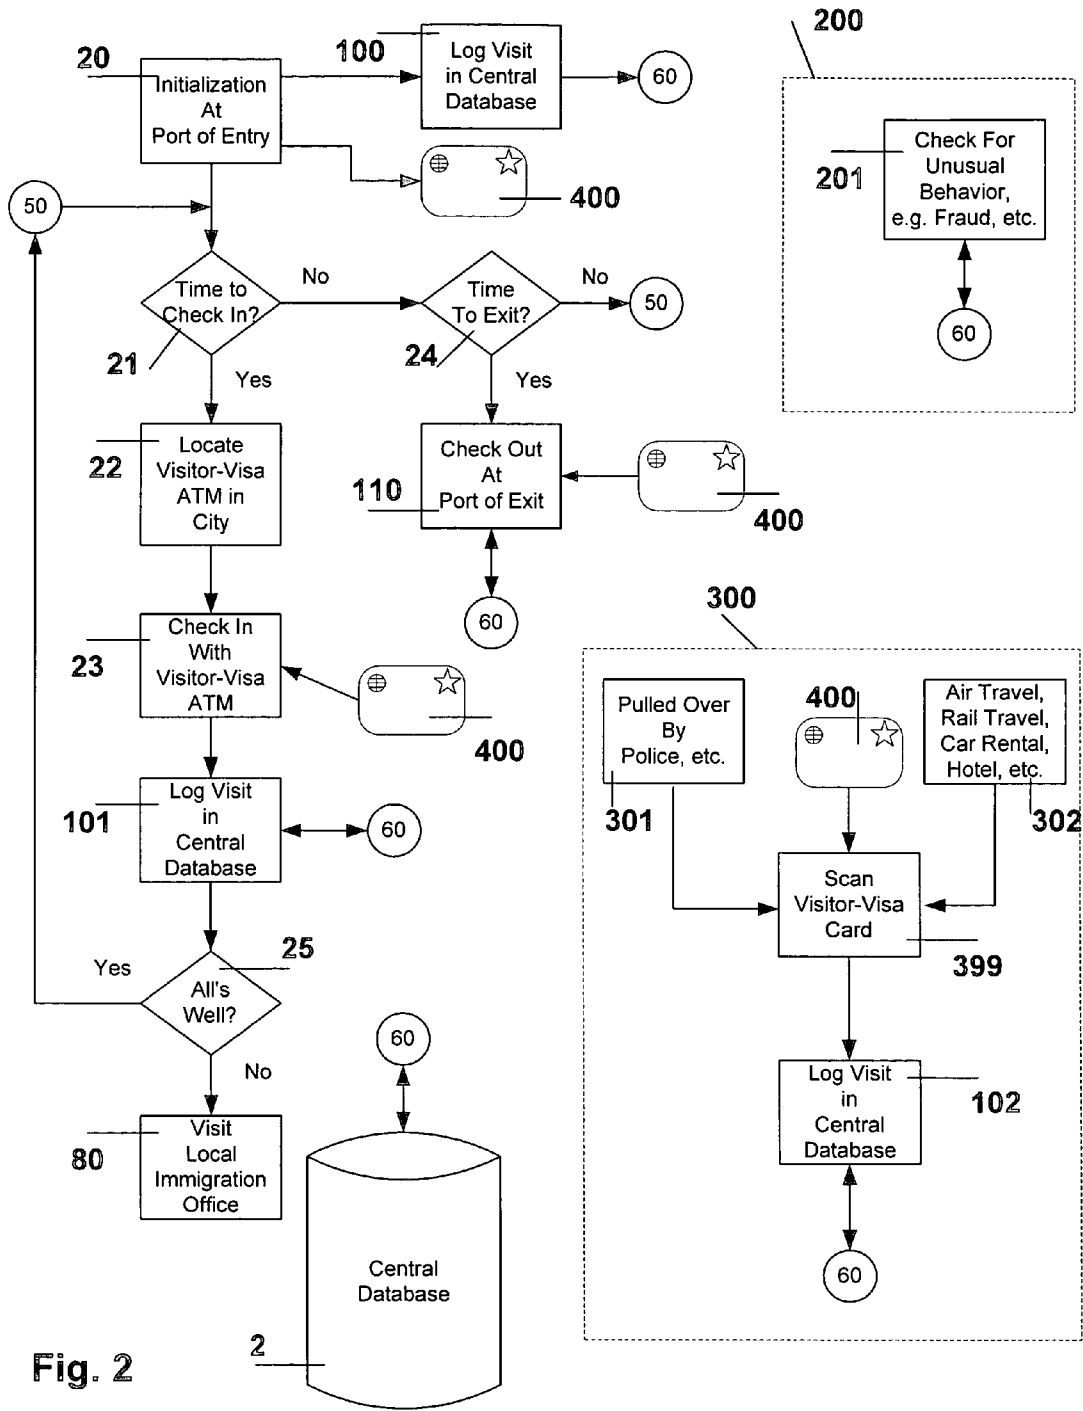 20
Initialization
At
Port of Entry
100
Log Visit
in Central
Database
60
400
50
Time to
Check In?
21
No
Yes
Time
To Exit?
24
No
50
Yes
22
Locate
Visitor-Visa
ATM in
City
110
Check Out
At
Port of Exit
400
60
23
Check In
With
Visitor-Visa
ATM
400
101
Log Visit
in
Central
Database
60
25
Yes
All's
Well?
No
80
Visit
Local
Immigration
Office
60
Central
Database
2
200
201
Check For
Unusual
Behavior,
e.g. Fraud, etc.
60
300
Pulled Over
By
Police, etc.
301
400
Air Travel,
Rail Travel,
Car Rental,
Hotel, etc.
302
Scan
Visitor-Visa
Card
399
Log Visit
in
Central
Database
102
60
Fig. 2